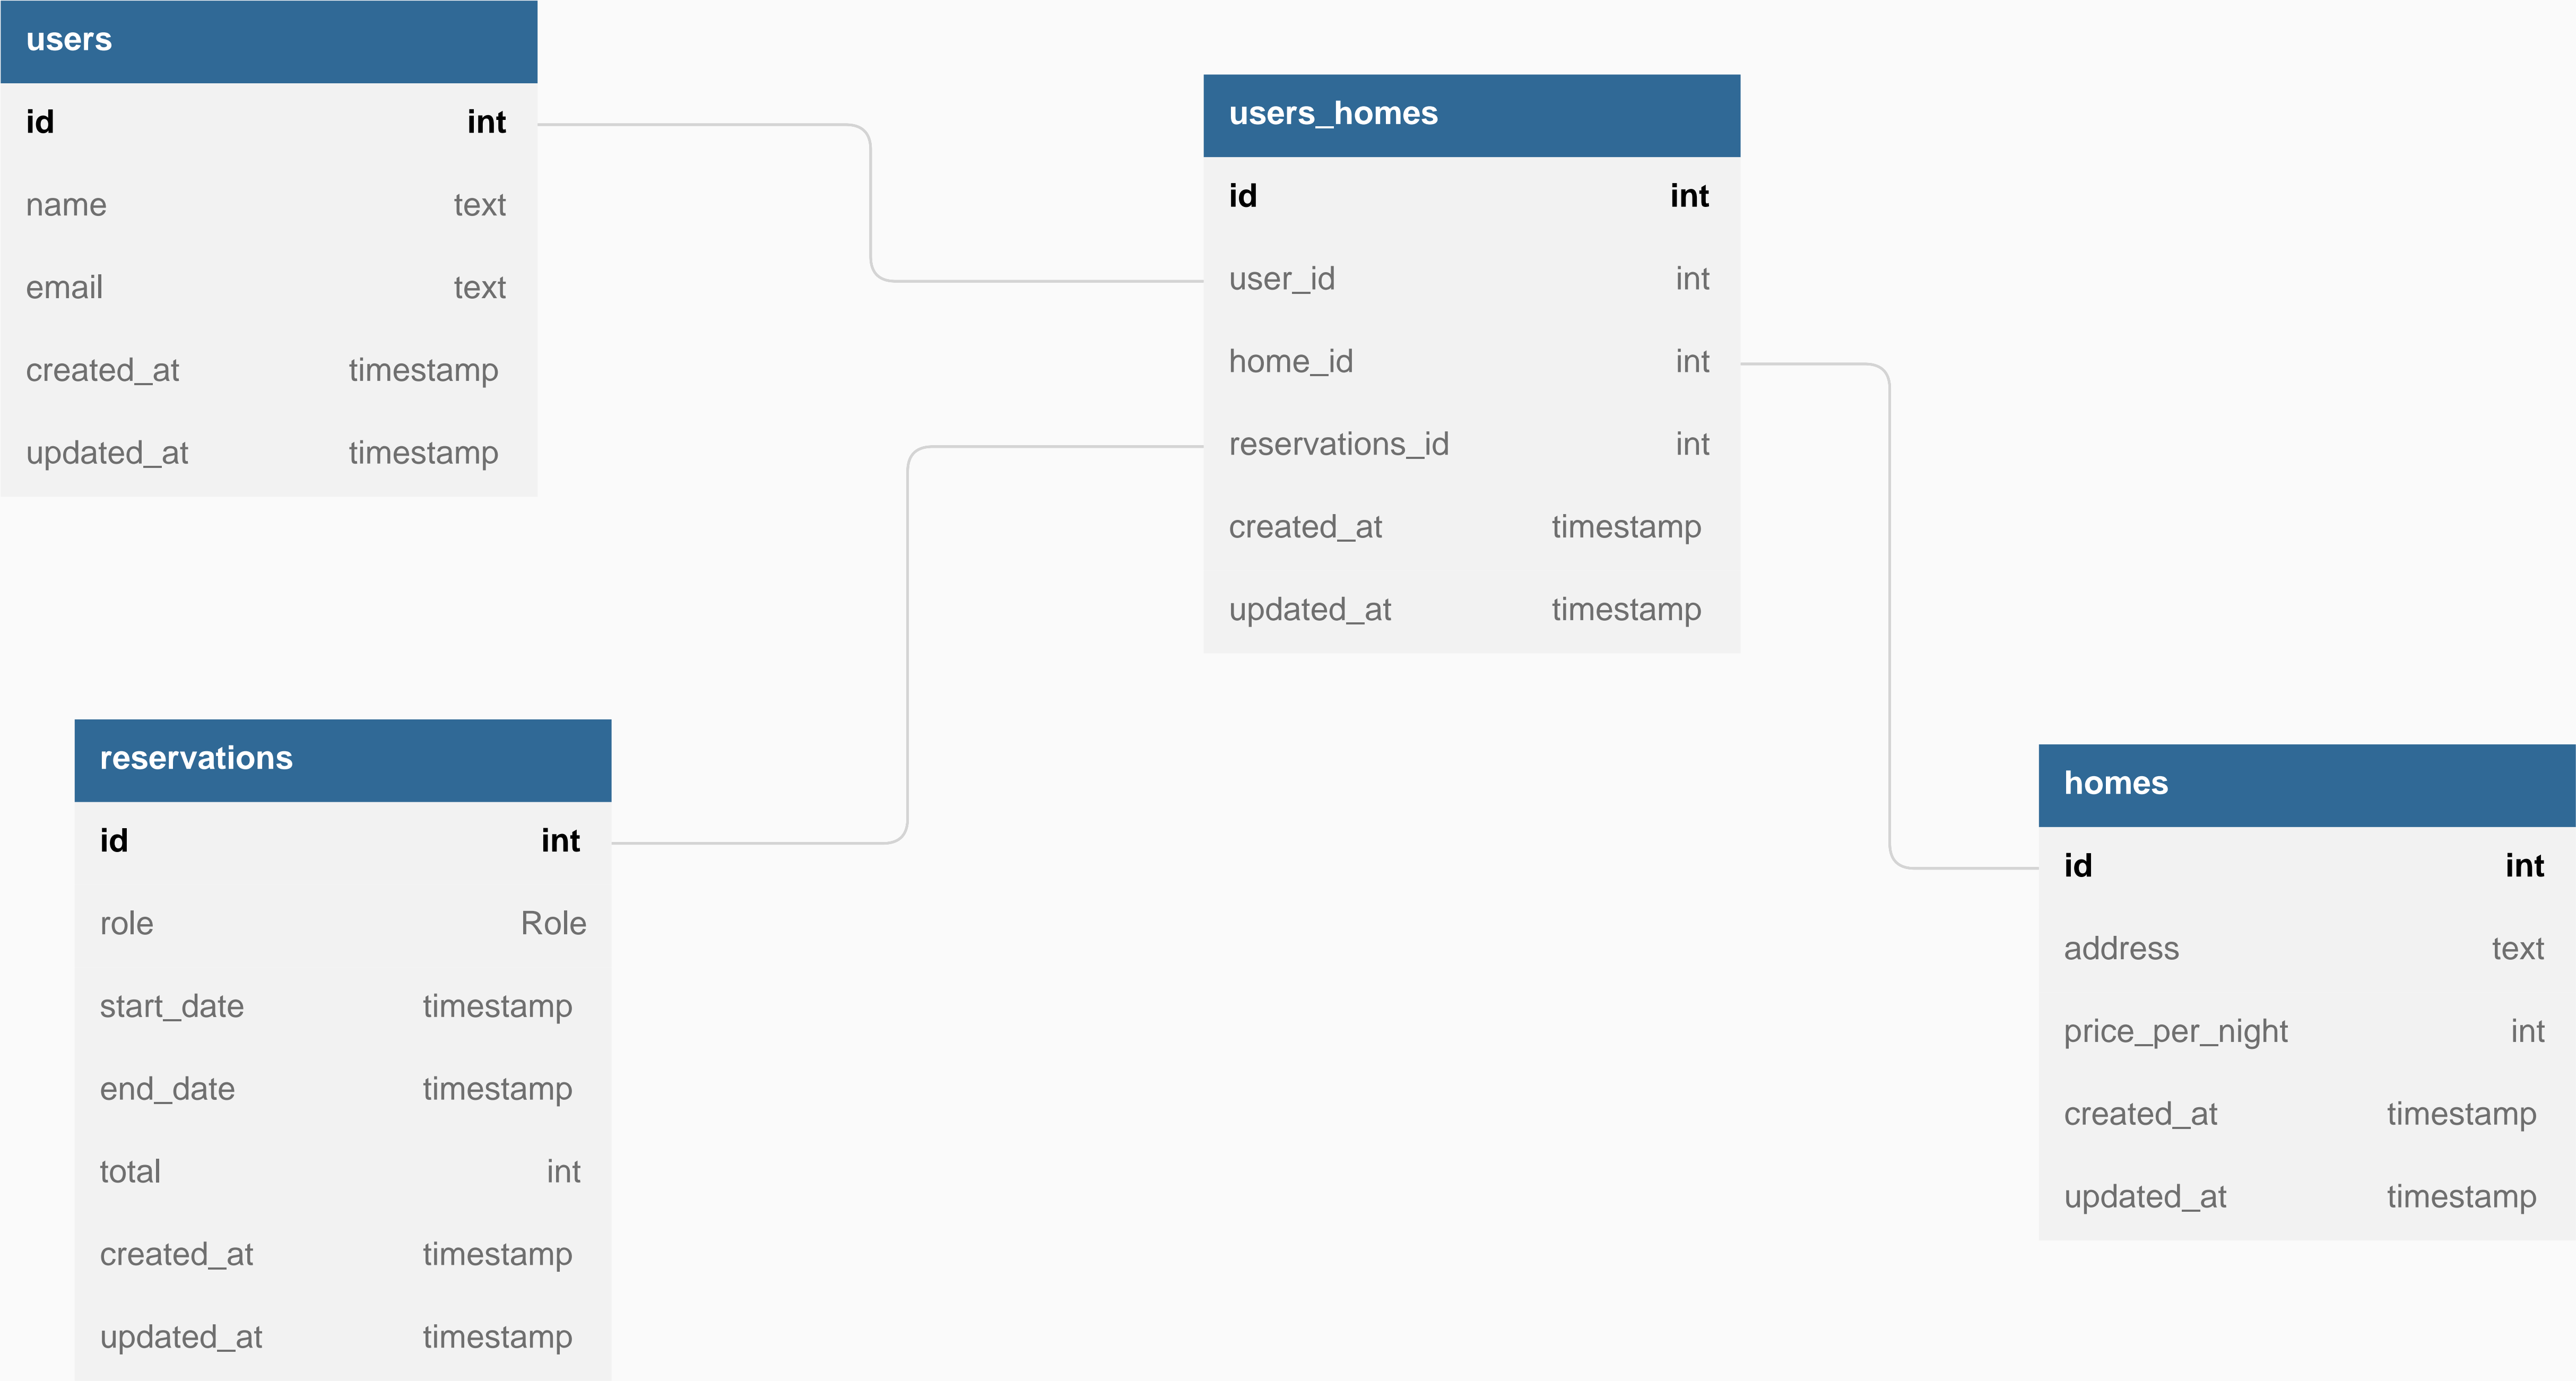 users
id int
name text
email text
created_at timestamp
updated_at timestamp
users_homes
id int
user_id int
home_id int
reservations_id int
created_at timestamp
updated_at timestamp
reservations
id int
role Role
start_date timestamp
end_date timestamp
total int
created_at timestamp
updated_at timestamp
homes
id int
address text
price_per_night int
created_at timestamp
updated_at timestamp